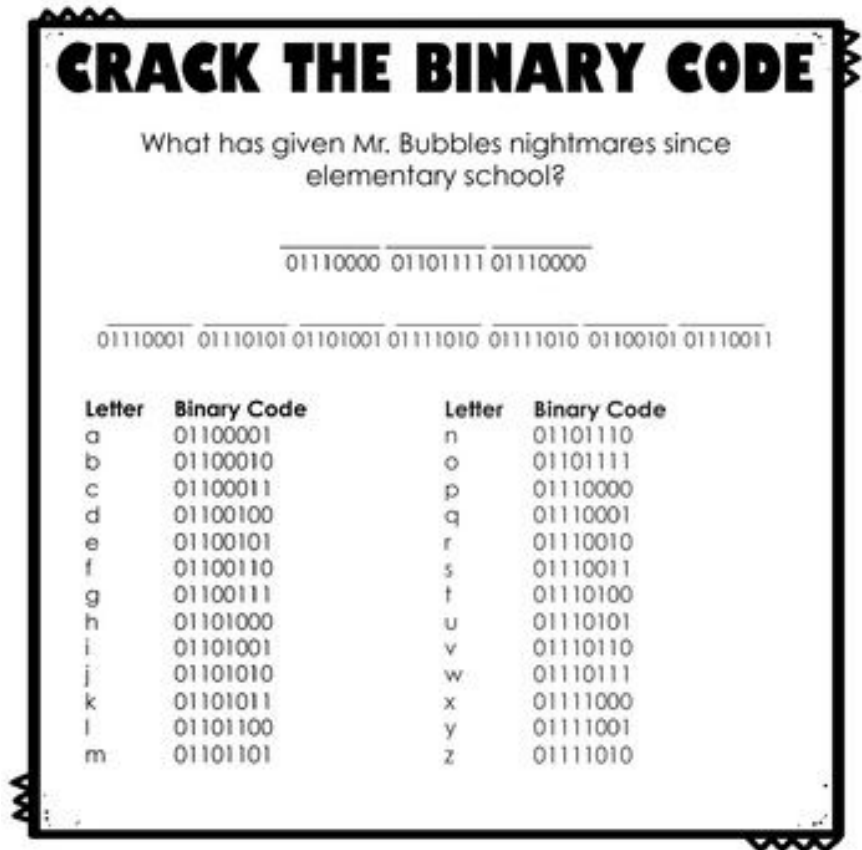 CRACK THE BINARY CODE
What has given Mr. Bubbles nightmares since
elementary school?
01110000 01101111 01110000
01110001 01110101 01101001 01111010 01111010 01100101 01110011
Letter Binary Code Letter Binary Code
a 01100001 n 01101110
b 01100010 o 01101111
c 01100011 p 01110000
d 01100100 q 01110001
e 01100101 r 01110010
f 01100110 s 01110011
g 01100111 t 01110100
h 01101000 u 01110101
i 01101001 v 01110110
j 01101010 w 01110111
k 01101011 x 01111000
l 01101100 y 01111001
m 01101101 z 01111010